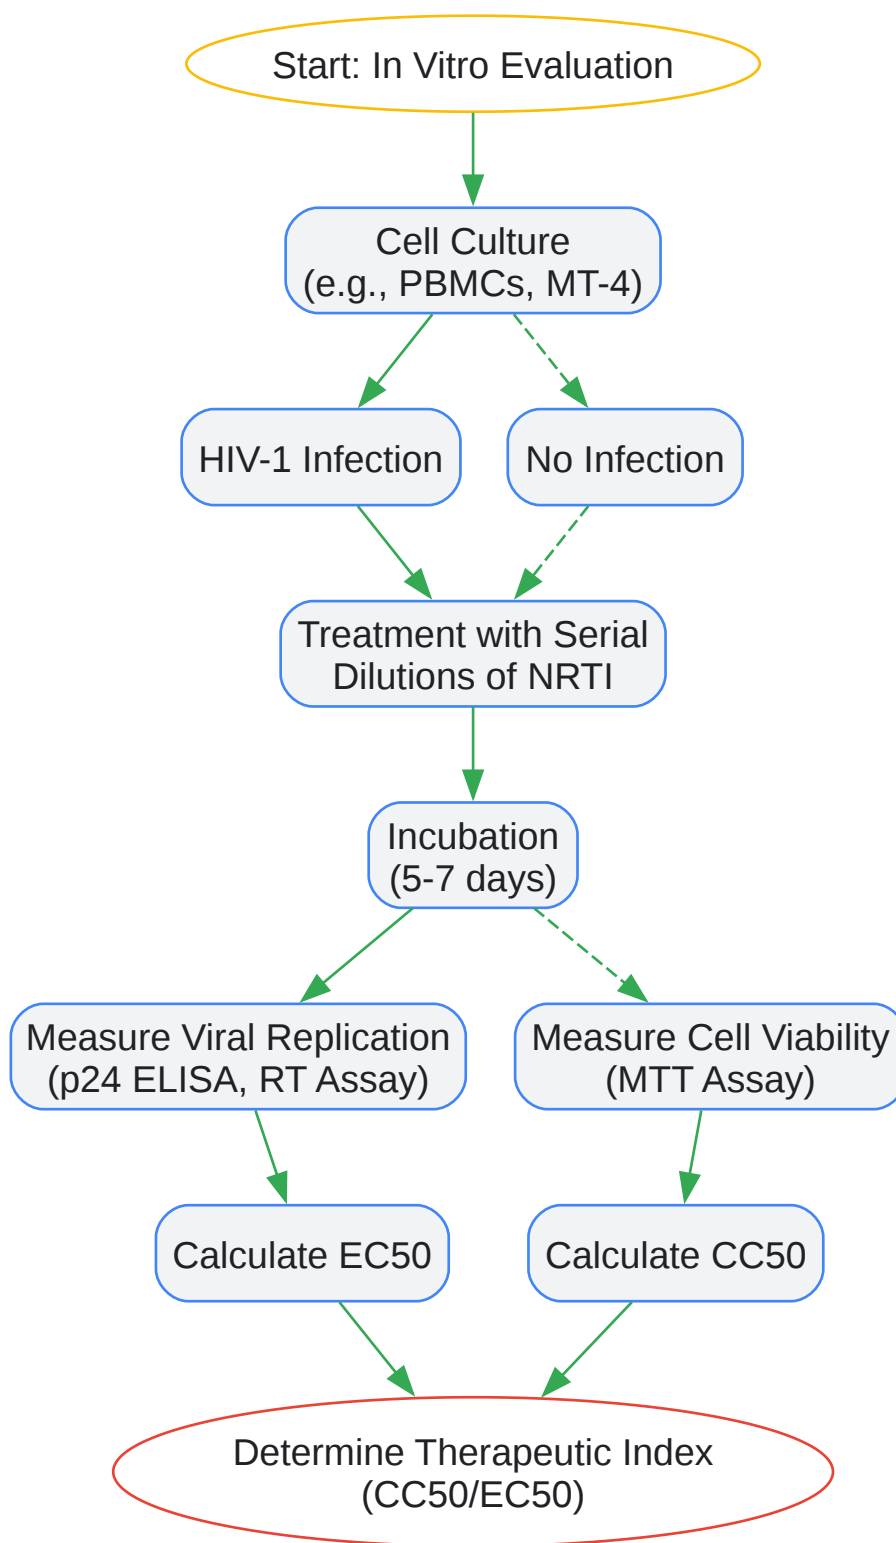 Start: In Vitro Evaluation
Cell Culture
(e.g., PBMCs, MT-4)
HIV-1 Infection
No Infection
Treatment with Serial
Dilutions of NRTI
Incubation
(5-7 days)
Measure Viral Replication
(p24 ELISA, RT Assay)
Measure Cell Viability
(MTT Assay)
Calculate EC50
Calculate CC50
Determine Therapeutic Index
(CC50/EC50)